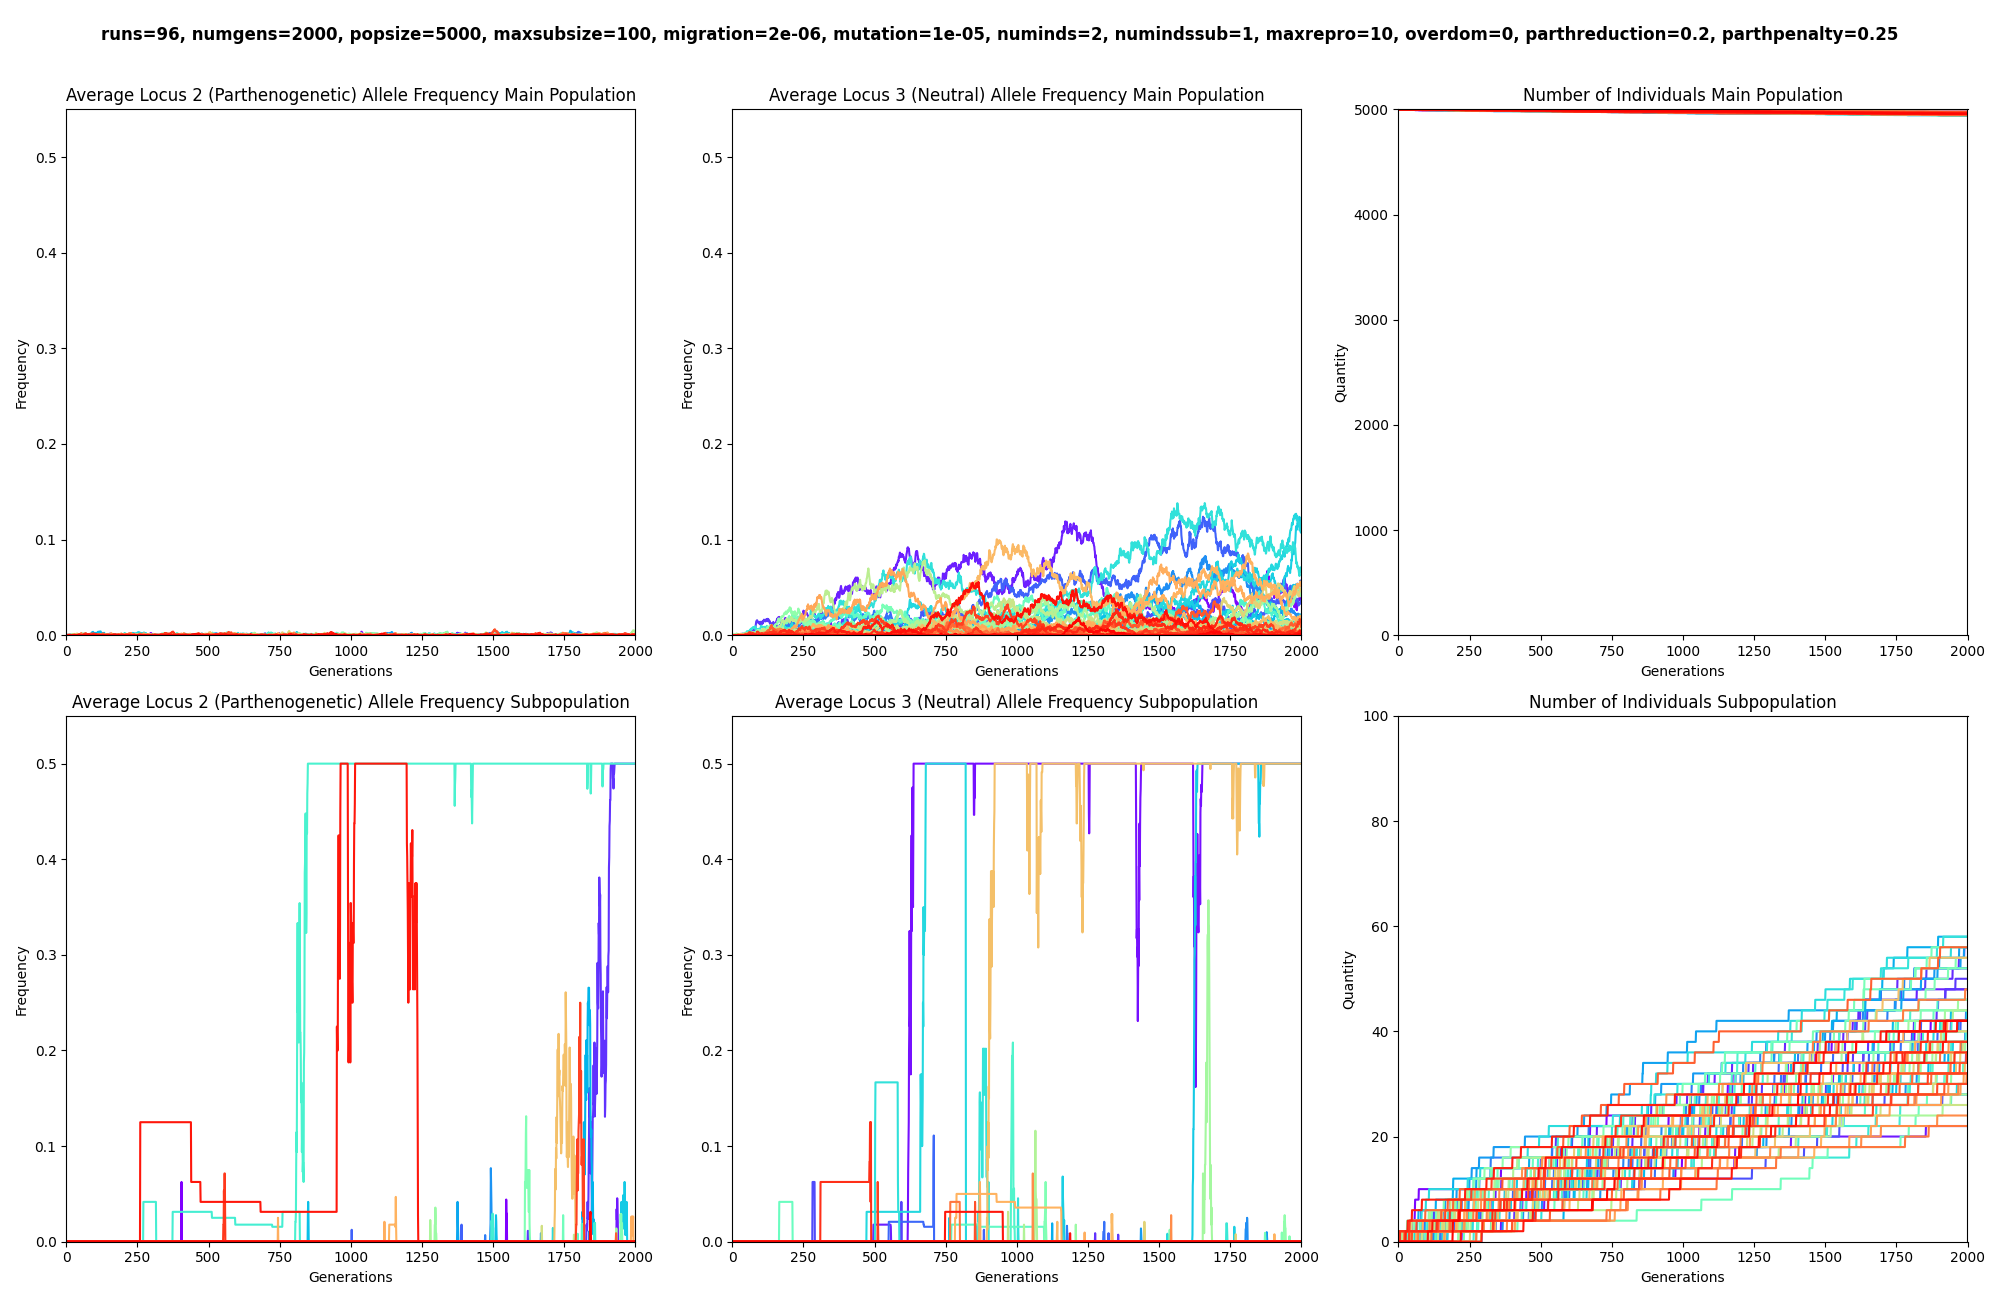 runs=96, numgens=2000, popsize=5000, maxsubsize=100, migration=2e-06, mutation=1e-05, numinds=2, numindssub=1, maxrepro=10, overdom=0, parthreduction=0.2, parthpenalty=0.25
Average Locus 2 (Parthenogenetic) Allele Frequency Main Population
Frequency
0.5
0.4
0.3
0.2
0.1
0.0
0 250 500 750 1000 1250 1500 1750 2000
Generations
Average Locus 3 (Neutral) Allele Frequency Main Population
Frequency
0.5
0.4
0.3
0.2
0.1
0.0
0 250 500 750 1000 1250 1500 1750 2000
Generations
Number of Individuals Main Population
Quantity
5000
4000
3000
2000
1000
0
0 250 500 750 1000 1250 1500 1750 2000
Generations
Average Locus 2 (Parthenogenetic) Allele Frequency Subpopulation
Frequency
0.5
0.4
0.3
0.2
0.1
0.0
0 250 500 750 1000 1250 1500 1750 2000
Generations
Average Locus 3 (Neutral) Allele Frequency Subpopulation
Frequency
0.5
0.4
0.3
0.2
0.1
0.0
0 250 500 750 1000 1250 1500 1750 2000
Generations
Number of Individuals Subpopulation
Quantity
100
80
60
40
20
0
0 250 500 750 1000 1250 1500 1750 2000
Generations